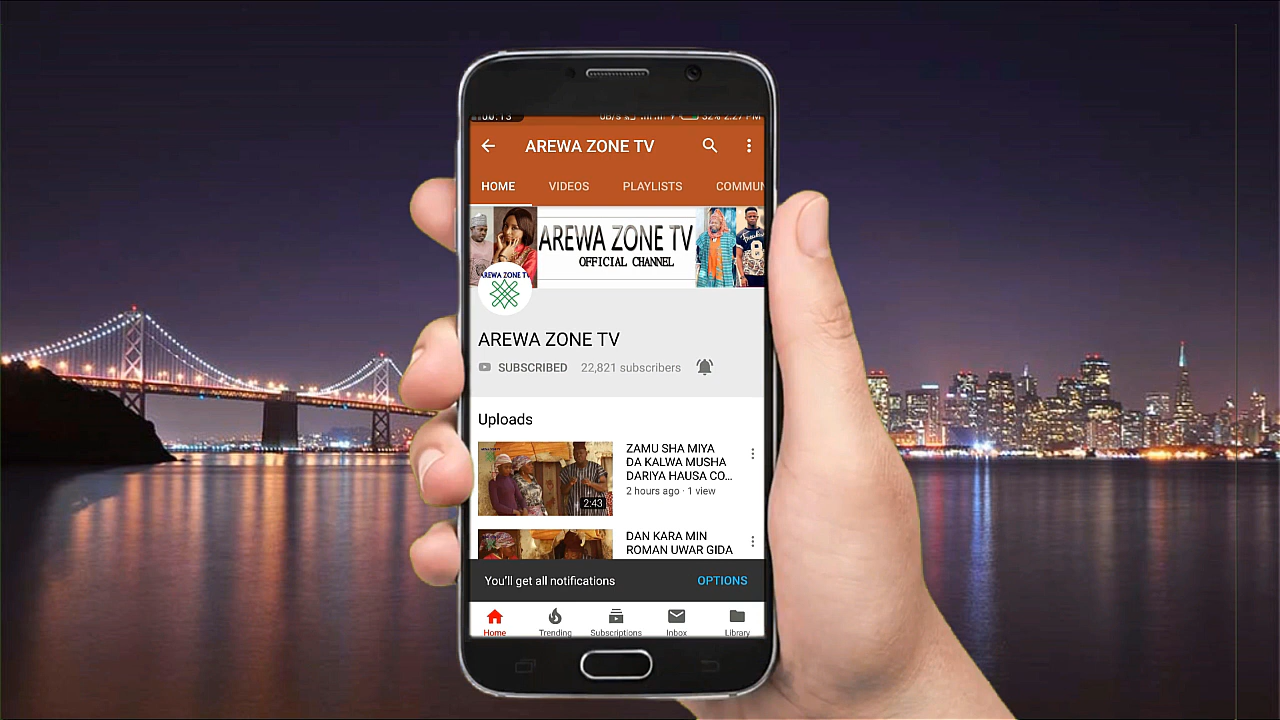 AREWA ZONE TV
HOME VIDEOS PLAYLISTS COMMUN
AREWA ZONE TV
OFFICIAL CHANNEL
AREWA ZONE TV
AREWA ZONE TV
SUBSCRIBED 22,821 subscribers
Uploads
ZAMU SHA MIYA
DA KALWA MUSHA
DARIYA HAUSA CO...
2 hours ago · 1 view
2:43
DAN KARA MIN
ROMAN UWAR GIDA
You'll get all notifications OPTIONS
Home Trending Subscriptions Inbox Library